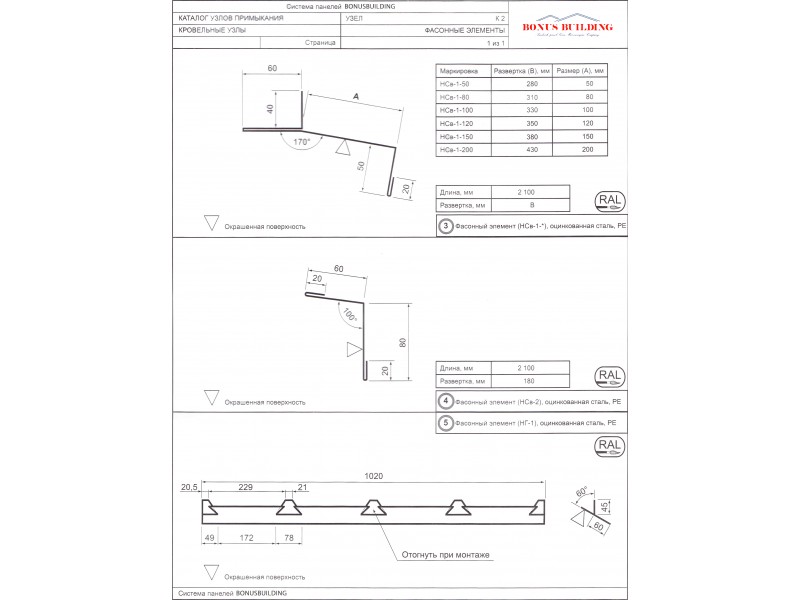 Система панелей BONUSBUILDING
КАТАЛОГ УЗЛОВ ПРИМЫКАНИЯ
УЗЕЛ
К 2
КРОВЕЛЬНЫЕ УЗЛЫ
ФАСОННЫЕ ЭЛЕМЕНТЫ
Страница
1 из 1
BONUS BUILDING
60
40
A
170°
50
20
Маркировка Развертка (В), мм Размер (А), мм
НСв-1-50 280 50
НСв-1-80 310 80
НСв-1-100 330 100
НСв-1-120 350 120
НСв-1-150 380 150
НСв-1-200 430 200
Длина, мм 2 100
Развертка, мм В
RAL
Окрашенная поверхность
3 Фасонный элемент (НСв-1-*), оцинкованная сталь, PE
60
20
100°
80
20
Длина, мм 2 100
Развертка, мм 180
RAL
Окрашенная поверхность
4 Фасонный элемент (НСв-2), оцинкованная сталь, PE
5 Фасонный элемент (НГ-1), оцинкованная сталь, PE
RAL
1020
20,5 229 21
49 172 78
60°
45
60
Отогнуть при монтаже
Окрашенная поверхность
Система панелей BONUSBUILDING